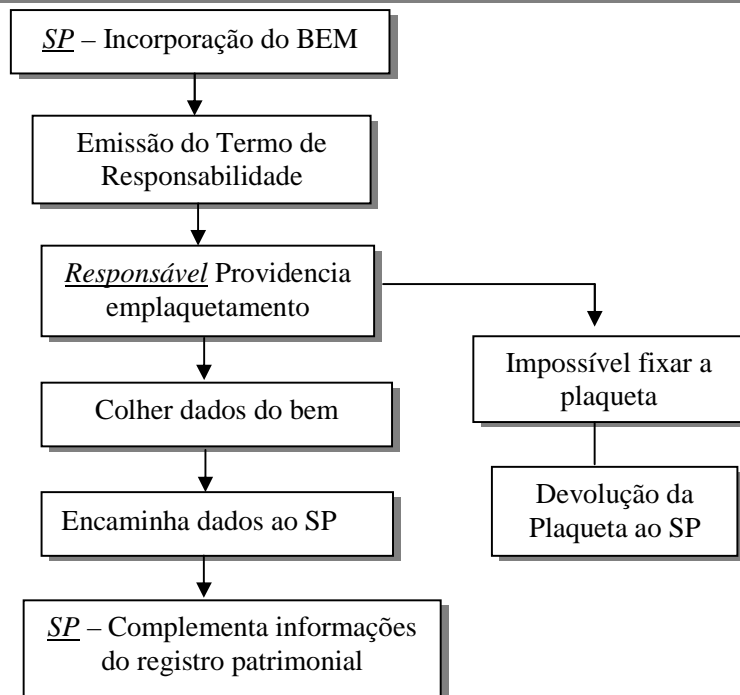 SP – Incorporação do BEM
Emissão do Termo de
Responsabilidade
Responsável Providencia
emplaquetamento
Impossível fixar a
plaqueta
Colher dados do bem
Devolução da
Plaqueta ao SP
Encaminha dados ao SP
SP – Complementa informações
do registro patrimonial